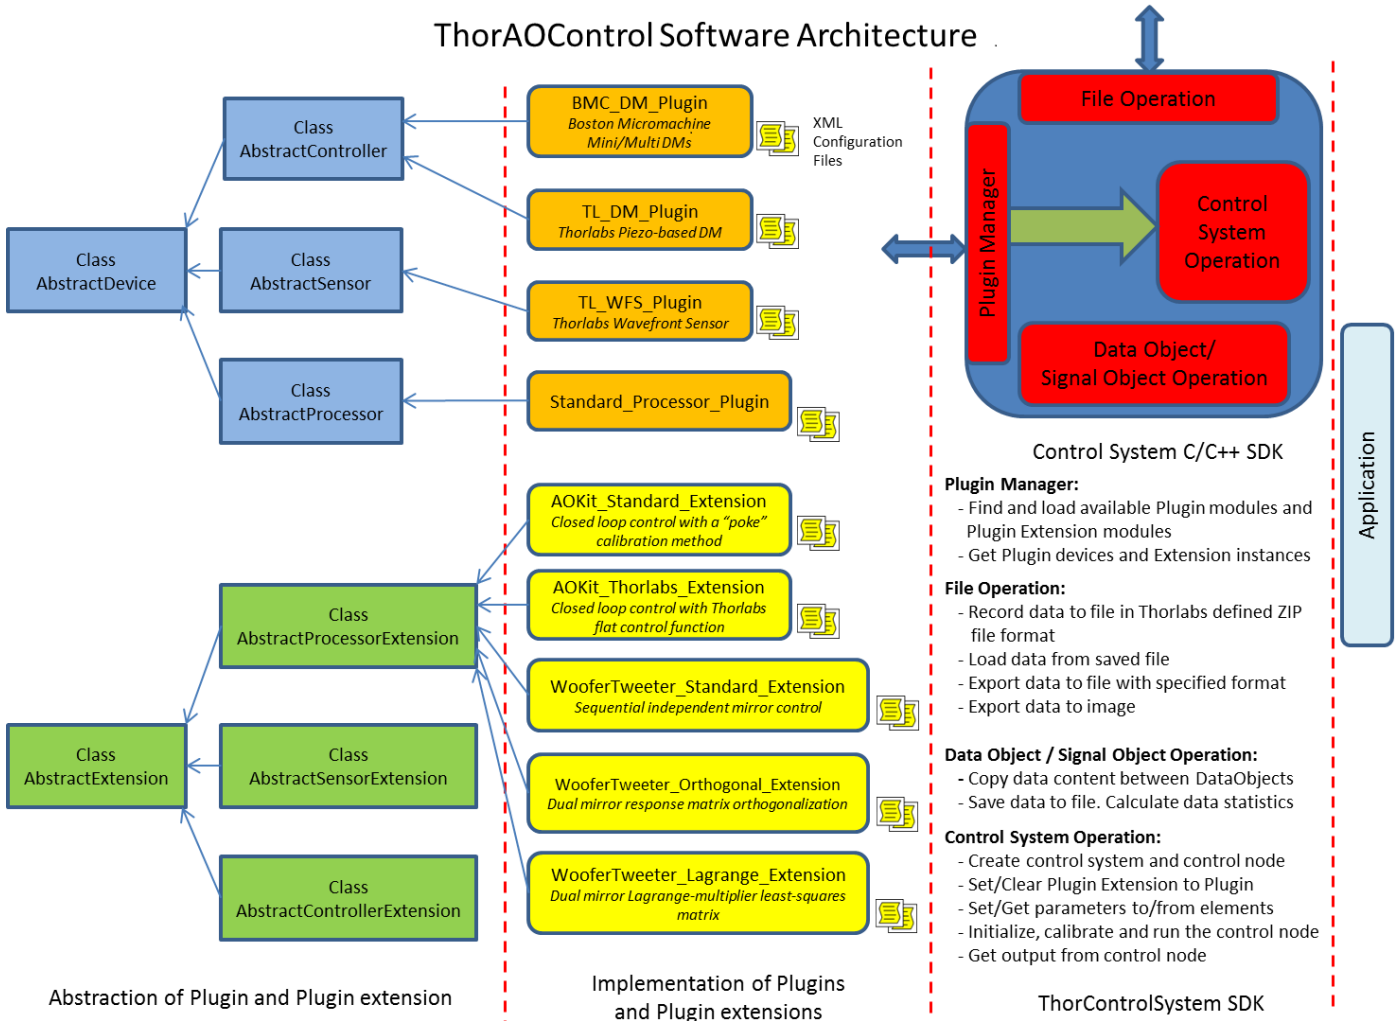 ThorAOControl Software Architecture
Class
AbstractController
Class
AbstractDevice
Class
AbstractSensor
Class
AbstractProcessor
Class
AbstractProcessorExtension
Class
AbstractExtension
Class
AbstractSensorExtension
Class
AbstractControllerExtension
Abstraction of Plugin and Plugin extension
BMC_DM_Plugin
Boston Micromachine
Mini/Multi DMs
XML
Configuration
Files
TL_DM_Plugin
Thorlabs Piezo-based DM
TL_WFS_Plugin
Thorlabs Wavefront Sensor
Standard_Processor_Plugin
AOKit_Standard_Extension
Closed loop control with a “poke”
calibration method
AOKit_Thorlabs_Extension
Closed loop control with Thorlabs
flat control function
WooferTweeter_Standard_Extension
Sequential independent mirror control
WooferTweeter_Orthogonal_Extension
Dual mirror response matrix orthogonalization
WooferTweeter_Lagrange_Extension
Dual mirror Lagrange-multiplier least-squares
matrix
Implementation of Plugins
and Plugin extensions
File Operation
Plugin Manager
Control
System
Operation
Data Object/
Signal Object Operation
Control System C/C++ SDK
Plugin Manager:
- Find and load available Plugin modules and
Plugin Extension modules
- Get Plugin devices and Extension instances
File Operation:
- Record data to file in Thorlabs defined ZIP
file format
- Load data from saved file
- Export data to file with specified format
- Export data to image
Data Object / Signal Object Operation:
- Copy data content between DataObjects
- Save data to file. Calculate data statistics
Control System Operation:
- Create control system and control node
- Set/Clear Plugin Extension to Plugin
- Set/Get parameters to/from elements
- Initialize, calibrate and run the control node
- Get output from control node
ThorControlSystem SDK
Application